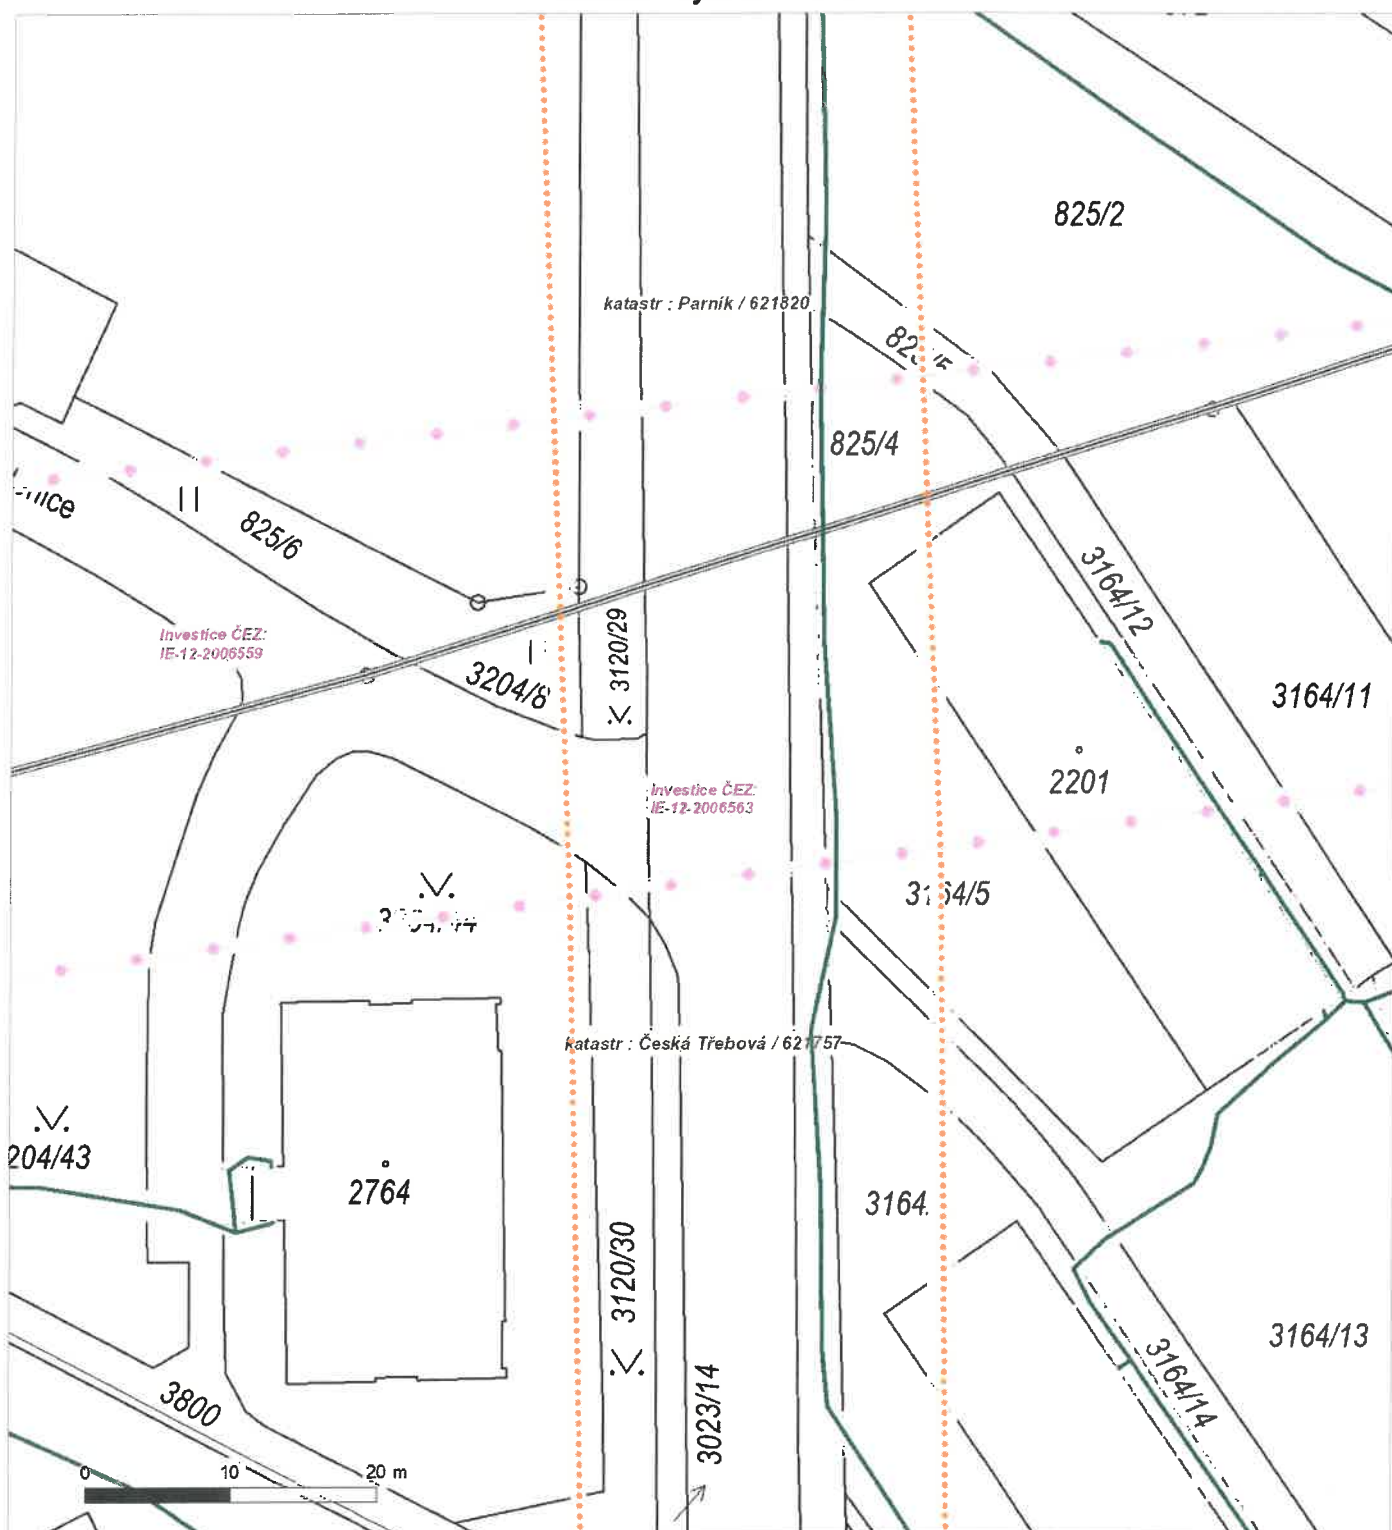 825/2
katastr : Parník / 621820
825/4
825/6
3164/12
Investice ČEZ:
IE-12-2006559
3120/29
3204/8
3164/11
2201
Investice ČEZ:
IE-12-2006563
3164/5
katastr : Česká Třebová / 621757
204/43
2764
3164
3120/30
3164/13
3164/14
3800
3023/14
0 10 20 m